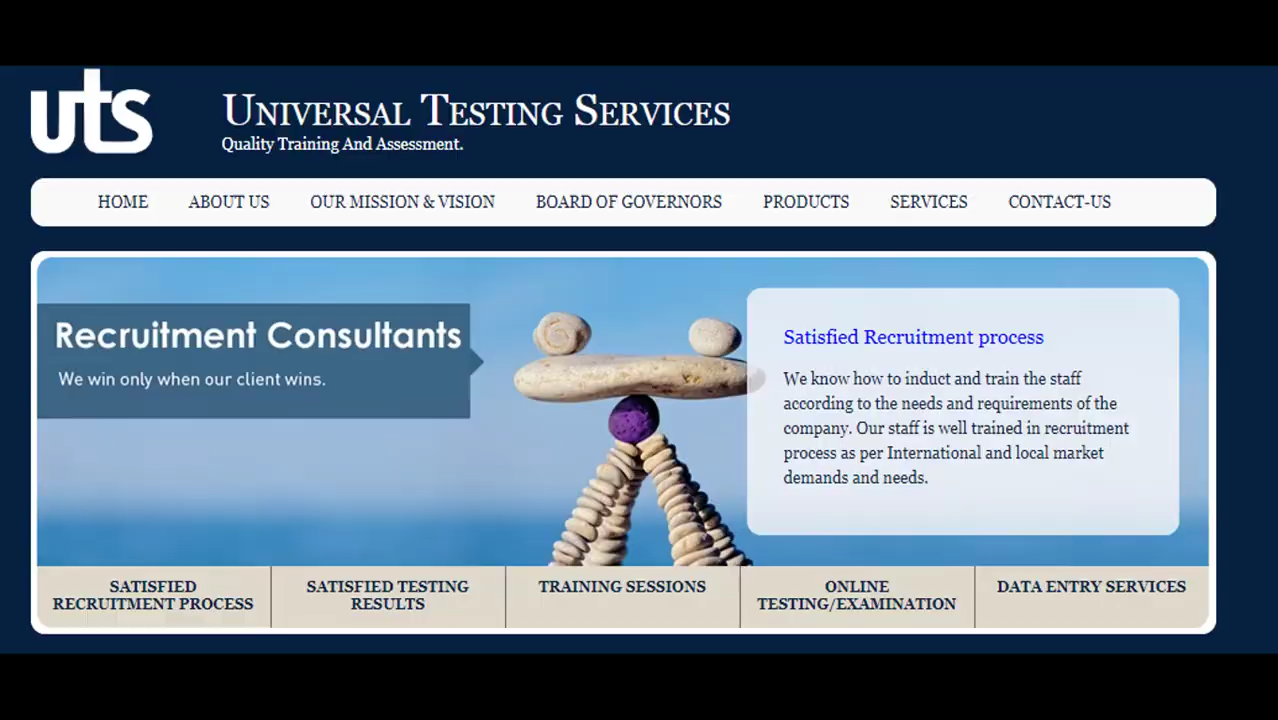 uts
UNIVERSAL TESTING SERVICES
Quality Training And Assessment.
HOME ABOUT US OUR MISSION & VISION BOARD OF GOVERNORS PRODUCTS SERVICES CONTACT-US
Recruitment Consultants
We win only when our client wins.
Satisfied Recruitment process
We know how to induct and train the staff
according to the needs and requirements of the
company. Our staff is well trained in recruitment
process as per International and local market
demands and needs.
SATISFIED
RECRUITMENT PROCESS
SATISFIED TESTING
RESULTS
TRAINING SESSIONS
ONLINE
TESTING/EXAMINATION
DATA ENTRY SERVICES